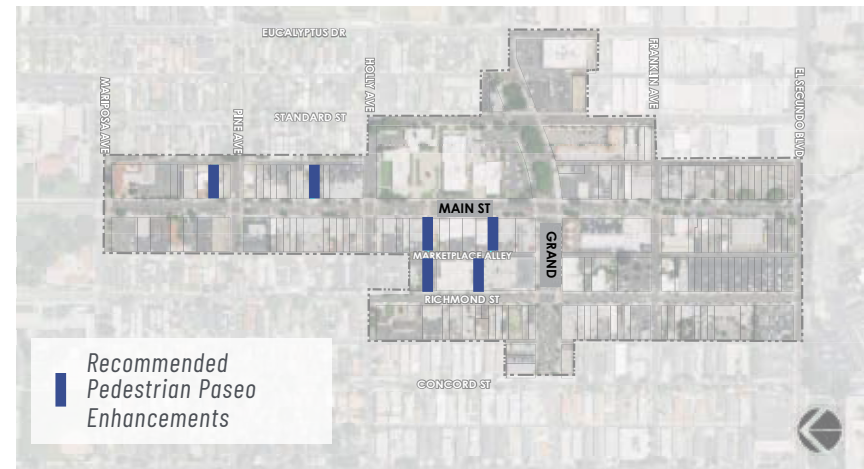 EUCALYPTUS DR
MARIPOSA AVE
PINE AVE
STANDARD ST
HOLLY AVE
FRANKLIN AVE
EL SEGUNDO BLVD
MAIN ST
GRAND
MARKETPLACE ALLEY
RICHMOND ST
CONCORD ST
Recommended
Pedestrian Paseo
Enhancements